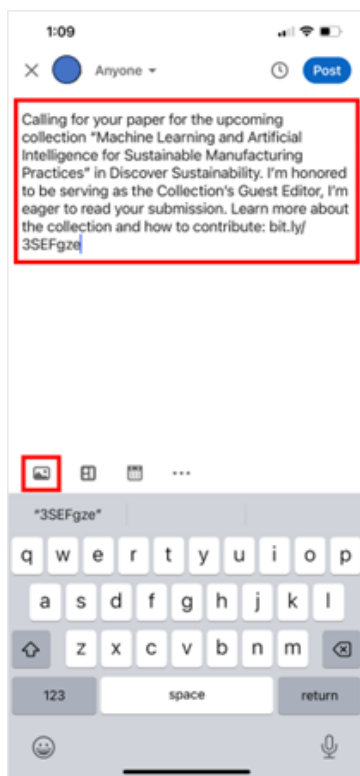 1:09
Anyone
Post
Calling for your paper for the upcoming
collection “Machine Learning and Artificial
Intelligence for Sustainable Manufacturing
Practices” in Discover Sustainability. I’m honored
to be serving as the Collection’s Guest Editor, I’m
eager to read your submission. Learn more about
the collection and how to contribute: bit.ly/
3SEFgze
“3SEFgze”
q w e r t y u i o p
a s d f g h j k l
z x c v b n m
123 space return